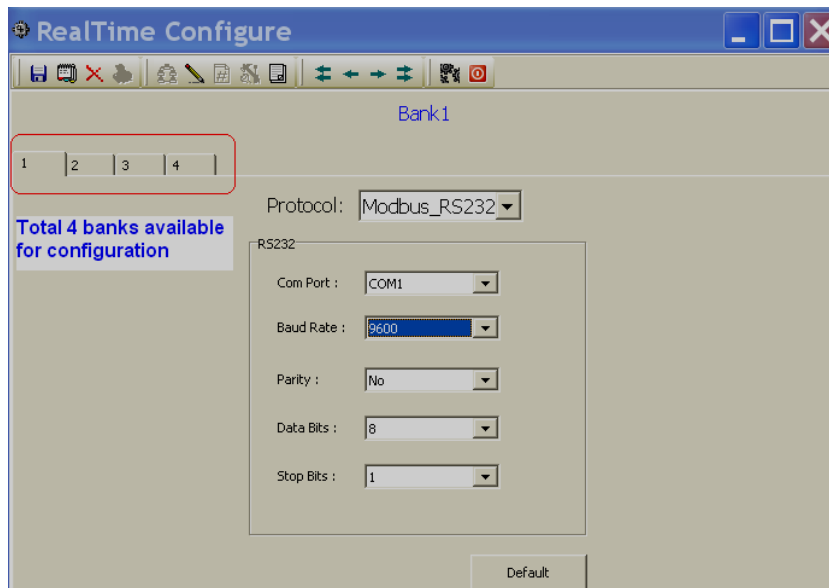 RealTime Configure
Bank1
1 2 3 4
Total 4 banks available
for configuration
Protocol: Modbus_RS232
RS232
Com Port : COM1
Baud Rate : 9600
Parity : No
Data Bits : 8
Stop Bits : 1
Default